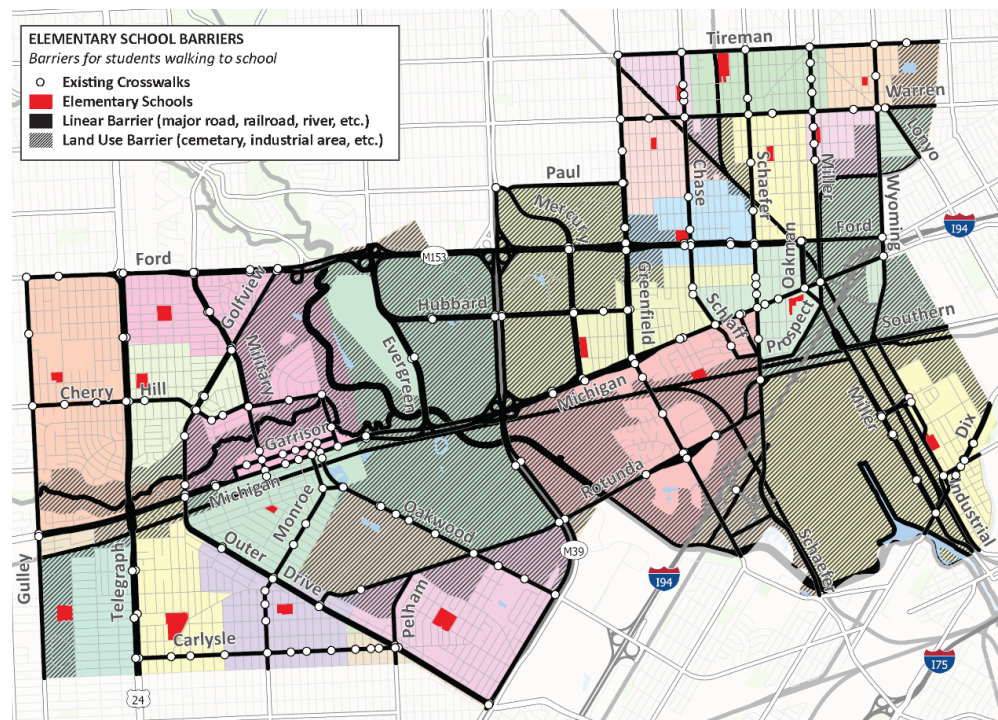 ELEMENTARY SCHOOL BARRIERS
Barriers for students walking to school
Existing Crosswalks
Elementary Schools
Linear Barrier (major road, railroad, river, etc.)
Land Use Barrier (cemetary, industrial area, etc.)
Tireman
Warren
Lonyo
Paul
Mercury
Chase
Schaefer
Miller
Wyoming
Ford
I94
Ford
M153
Golfview
Hubbard
Greenfield
Oakman
Schlaff
Prospect
Southern
Military
Evergreen
Cherry
Hill
Michigan
Miller
Dix
Garrison
Michigan
Rotunda
Industrial
Monroe
Oakwood
Outer
Drive
M39
Schaefer
Gulley
Telegraph
Pelham
I94
Carlysle
I75
24